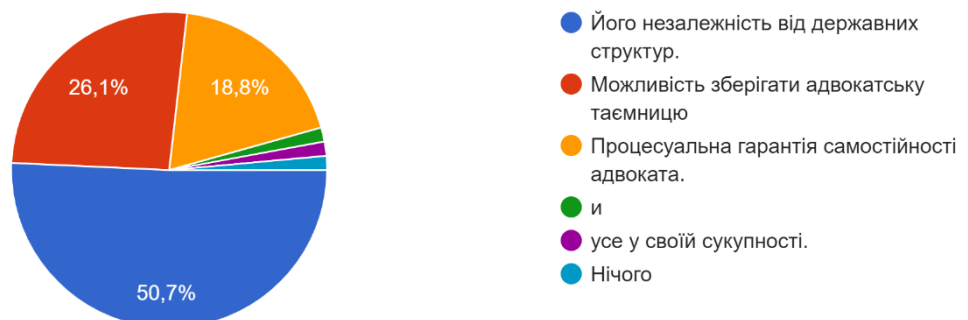 26,1%
18,8%
50,7%
Його незалежність від державних
структур.
Можливість зберігати адвокатську
таємницю
Процесуальна гарантія самостійності
адвоката.
и
усе у своїй сукупності.
Нічого